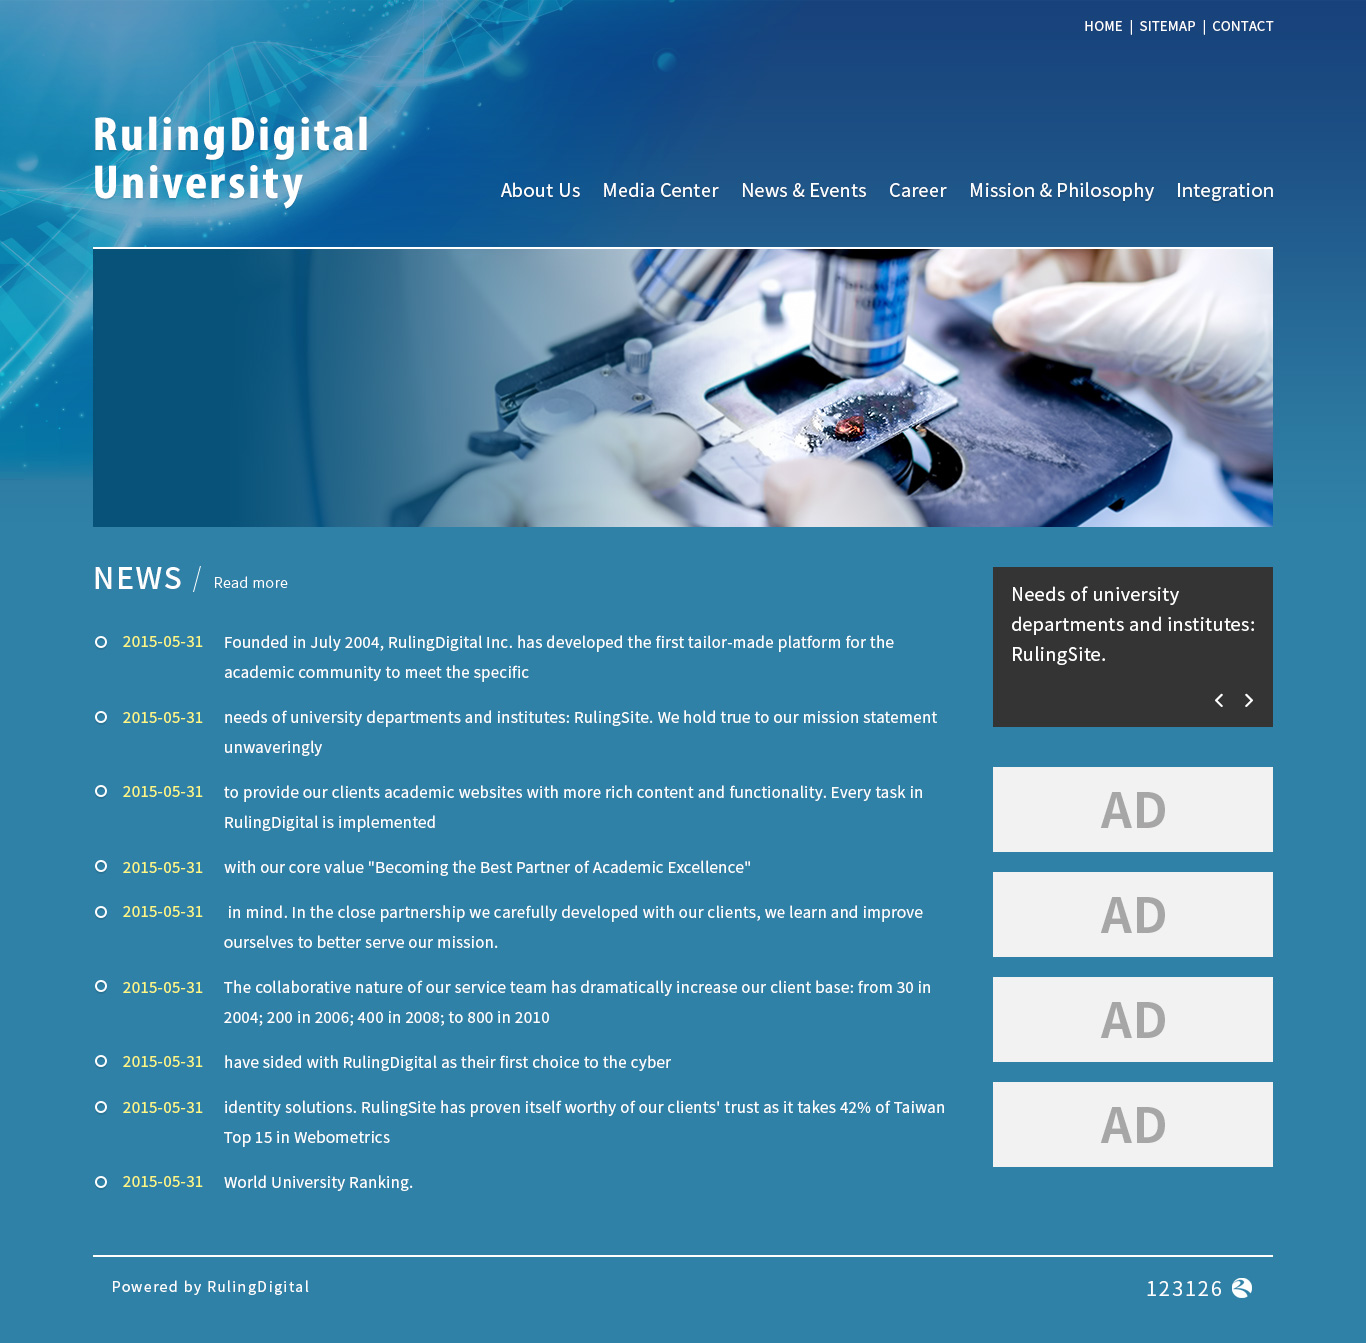 HOME | SITEMAP | CONTACT
RulingDigital
University
About Us Media Center News & Events Career Mission & Philosophy Integration
NEWS / Read more
2015-05-31 Founded in July 2004, RulingDigital Inc. has developed the first tailor-made platform for the
academic community to meet the specific
2015-05-31 needs of university departments and institutes: RulingSite. We hold true to our mission statement
unwaveringly
2015-05-31 to provide our clients academic websites with more rich content and functionality. Every task in
RulingDigital is implemented
2015-05-31 with our core value "Becoming the Best Partner of Academic Excellence"
2015-05-31 in mind. In the close partnership we carefully developed with our clients, we learn and improve
ourselves to better serve our mission.
2015-05-31 The collaborative nature of our service team has dramatically increase our client base: from 30 in
2004; 200 in 2006; 400 in 2008; to 800 in 2010
2015-05-31 have sided with RulingDigital as their first choice to the cyber
2015-05-31 identity solutions. RulingSite has proven itself worthy of our clients' trust as it takes 42% of Taiwan
Top 15 in Webometrics
2015-05-31 World University Ranking.
Needs of university
departments and institutes:
RulingSite.
AD
AD
AD
AD
Powered by RulingDigital
123126